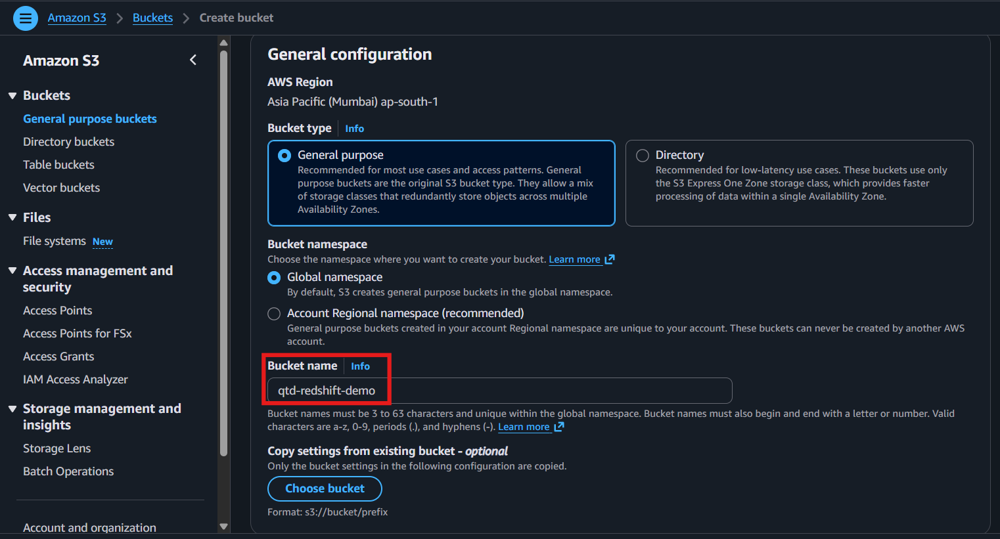 Amazon S3 > Buckets > Create bucket
Amazon S3
Buckets
General purpose buckets
Directory buckets
Table buckets
Vector buckets
Files
File systems New
Access management and
security
Access Points
Access Points for FSx
Access Grants
IAM Access Analyzer
Storage management and
insights
Storage Lens
Batch Operations
Account and organization
General configuration
AWS Region
Asia Pacific (Mumbai) ap-south-1
Bucket type Info
General purpose
Recommended for most use cases and access patterns. General
purpose buckets are the original S3 bucket type. They allow a mix
of storage classes that redundantly store objects across multiple
Availability Zones.
Directory
Recommended for low-latency use cases. These buckets use only
the S3 Express One Zone storage class, which provides faster
processing of data within a single Availability Zone.
Bucket namespace
Choose the namespace where you want to create your bucket. Learn more
Global namespace
By default, S3 creates general purpose buckets in the global namespace.
Account Regional namespace (recommended)
General purpose buckets created in your account Regional namespace are unique to your account. These buckets can never be created by another AWS
account.
Bucket name Info
qtd-redshift-demo
Bucket names must be 3 to 63 characters and unique within the global namespace. Bucket names must also begin and end with a letter or number. Valid
characters are a-z, 0-9, periods (.), and hyphens (-). Learn more
Copy settings from existing bucket - optional
Only the bucket settings in the following configuration are copied.
Choose bucket
Format: s3://bucket/prefix